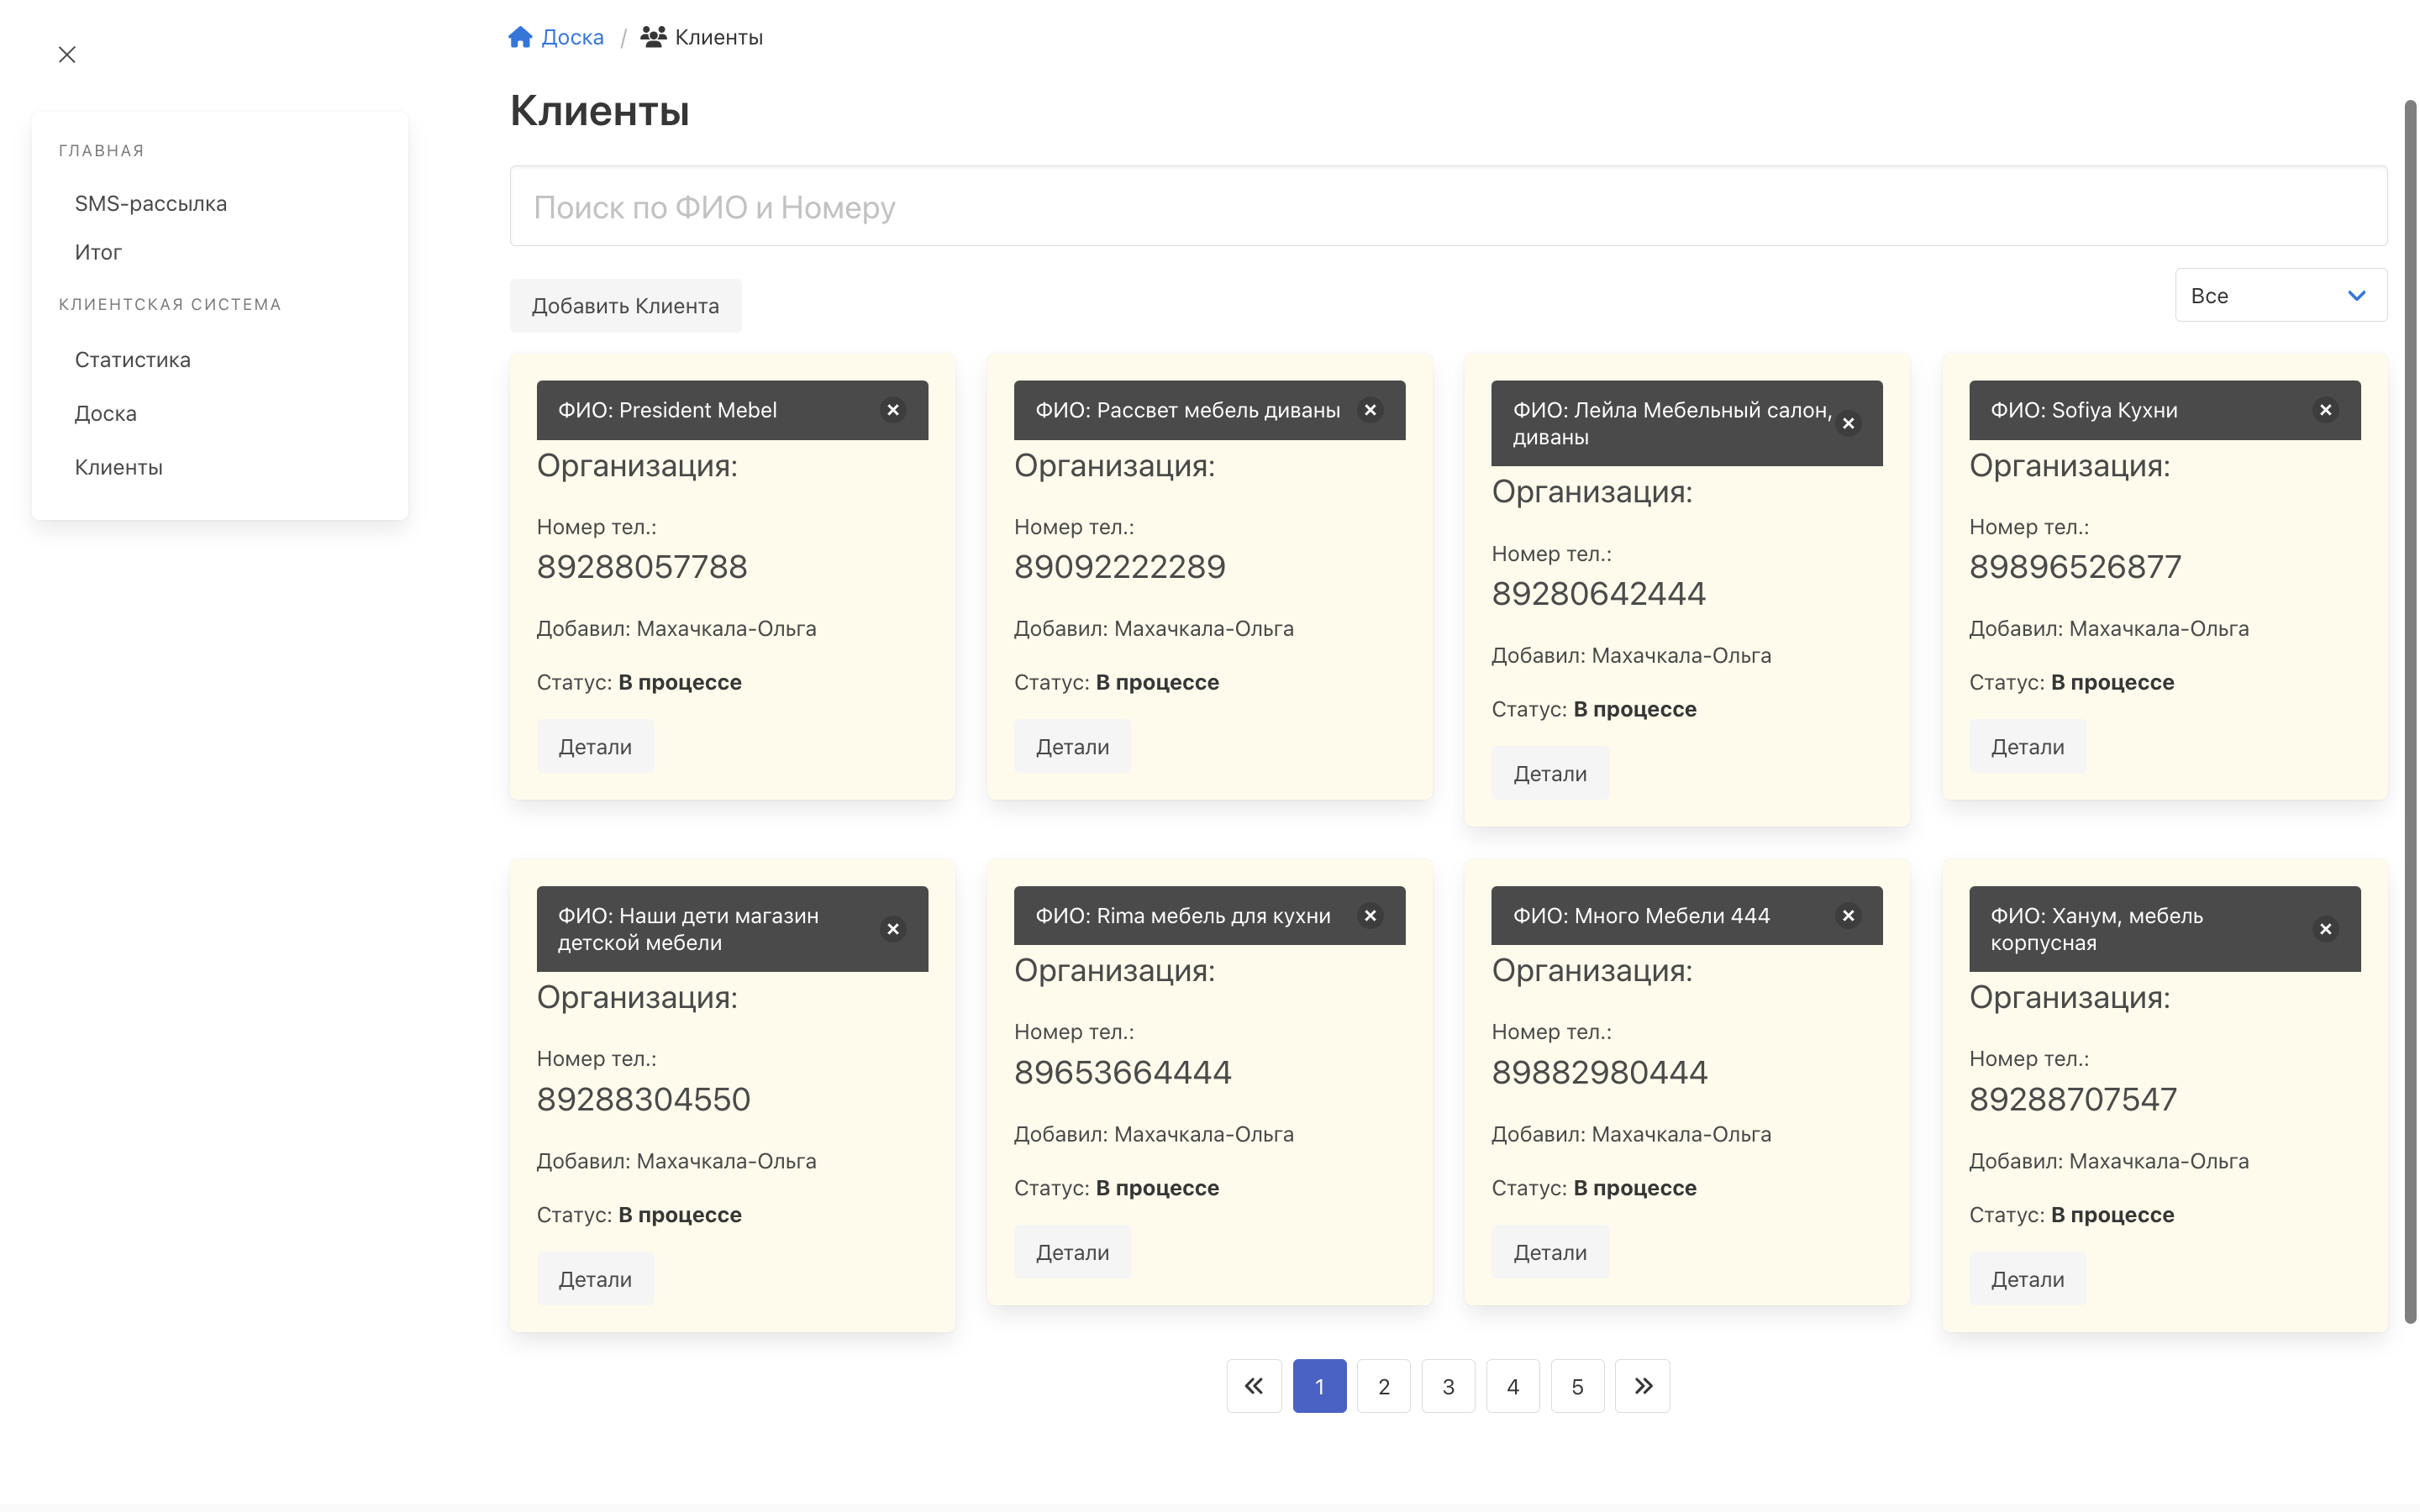 Доска / Клиенты
ГЛАВНАЯ
SMS-рассылка
Итог
КЛИЕНТСКАЯ СИСТЕМА
Статистика
Доска
Клиенты
Клиенты
Поиск по ФИО и Номеру
Добавить Клиента
Все
ФИО: President Mebel
Организация:
Номер тел.:
89288057788
Добавил: Махачкала-Ольга
Статус: В процессе
Детали
ФИО: Рассвет мебель диваны
Организация:
Номер тел.:
89092222289
Добавил: Махачкала-Ольга
Статус: В процессе
Детали
ФИО: Лейла Мебельный салон,
диваны
Организация:
Номер тел.:
89280642444
Добавил: Махачкала-Ольга
Статус: В процессе
Детали
ФИО: Sofiya Кухни
Организация:
Номер тел.:
89896526877
Добавил: Махачкала-Ольга
Статус: В процессе
Детали
ФИО: Наши дети магазин
детской мебели
Организация:
Номер тел.:
89288304550
Добавил: Махачкала-Ольга
Статус: В процессе
Детали
ФИО: Rima мебель для кухни
Организация:
Номер тел.:
89653664444
Добавил: Махачкала-Ольга
Статус: В процессе
Детали
ФИО: Много Мебели 444
Организация:
Номер тел.:
89882980444
Добавил: Махачкала-Ольга
Статус: В процессе
Детали
ФИО: Ханум, мебель
корпусная
Организация:
Номер тел.:
89288707547
Добавил: Махачкала-Ольга
Статус: В процессе
Детали
« 1 2 3 4 5 »